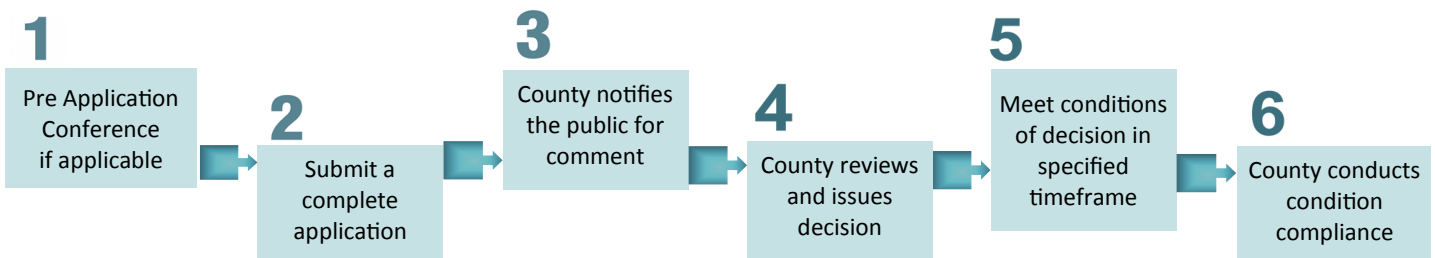 1
Pre Application
Conference
if applicable
2
Submit a
complete
application
3
County notifies
the public for
comment
4
County reviews
and issues
decision
5
Meet conditions
of decision in
specified
timeframe
6
County conducts
condition
compliance